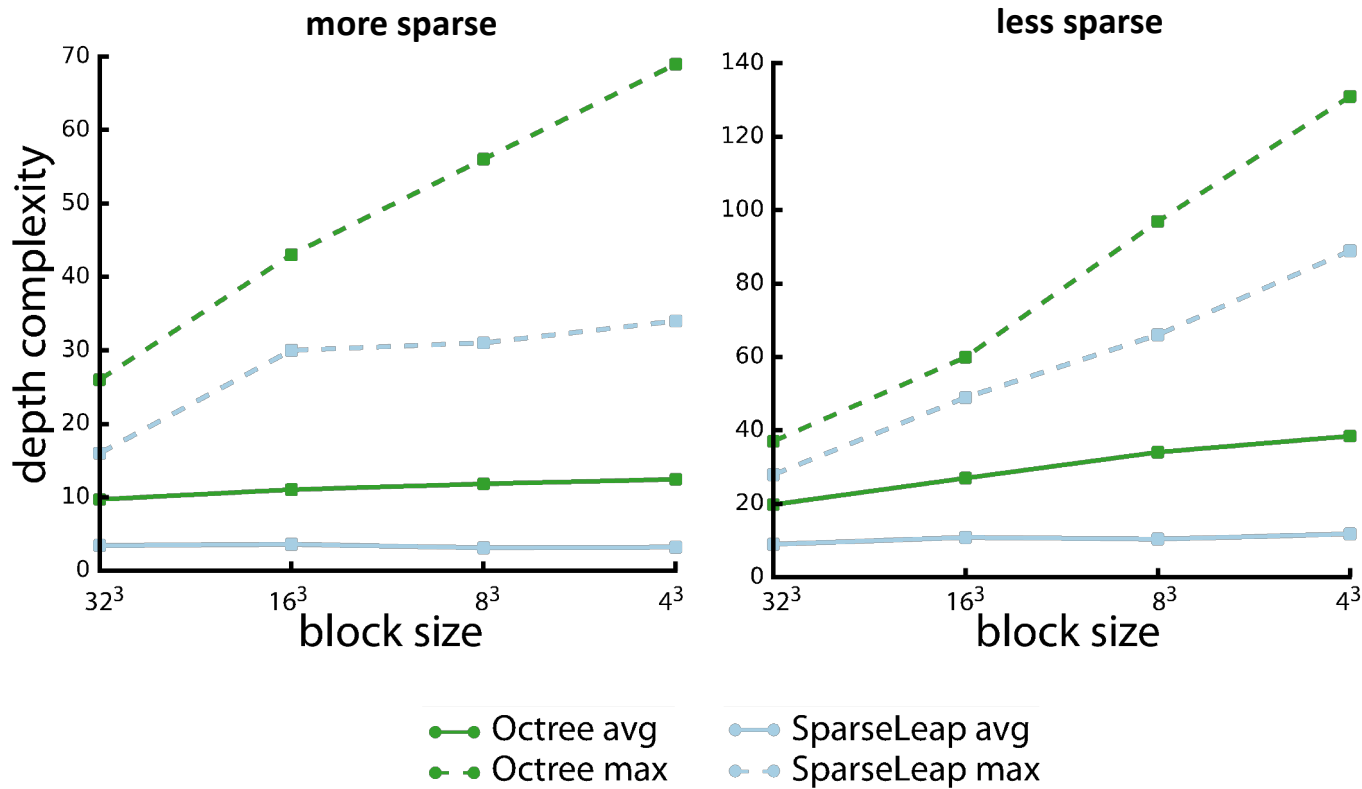 more sparse
less sparse
depth complexity
70
60
50
40
30
20
10
0
32³
16³
8³
4³
block size
140
120
100
80
60
40
20
0
32³
16³
8³
4³
block size
Octree avg
SparseLeap avg
Octree max
SparseLeap max